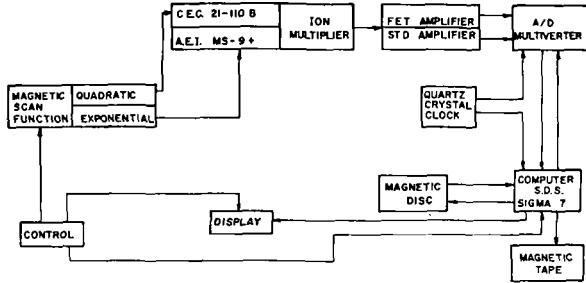 C.E.C. 21-110 B
A.E.I. MS-9+
ION
MULTIPLIER
FET AMPLIFIER
STD AMPLIFIER
A/D
MULTIVERTER
MAGNETIC
SCAN
FUNCTION
QUADRATIC
EXPONENTIAL
QUARTZ
CRYSTAL
CLOCK
MAGNETIC
DISC
COMPUTER
S.D.S.
SIGMA 7
DISPLAY
CONTROL
MAGNETIC
TAPE